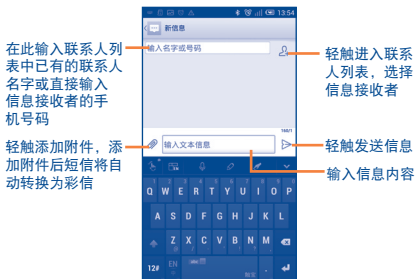 13:54
新信息
输入名字或号码
在此输入联系人列
表中已有的联系人
名字或直接输入
信息接收者的手
机号码
轻触进入联系
人列表，选择
信息接收者
160/1
轻触添加附件，添
加附件后短信将自
动转换为彩信
输入文本信息
轻触发送信息
输入信息内容
Q W E R T Y U I O P
A S D F G H J K L
Z X C V B N M
12# EN